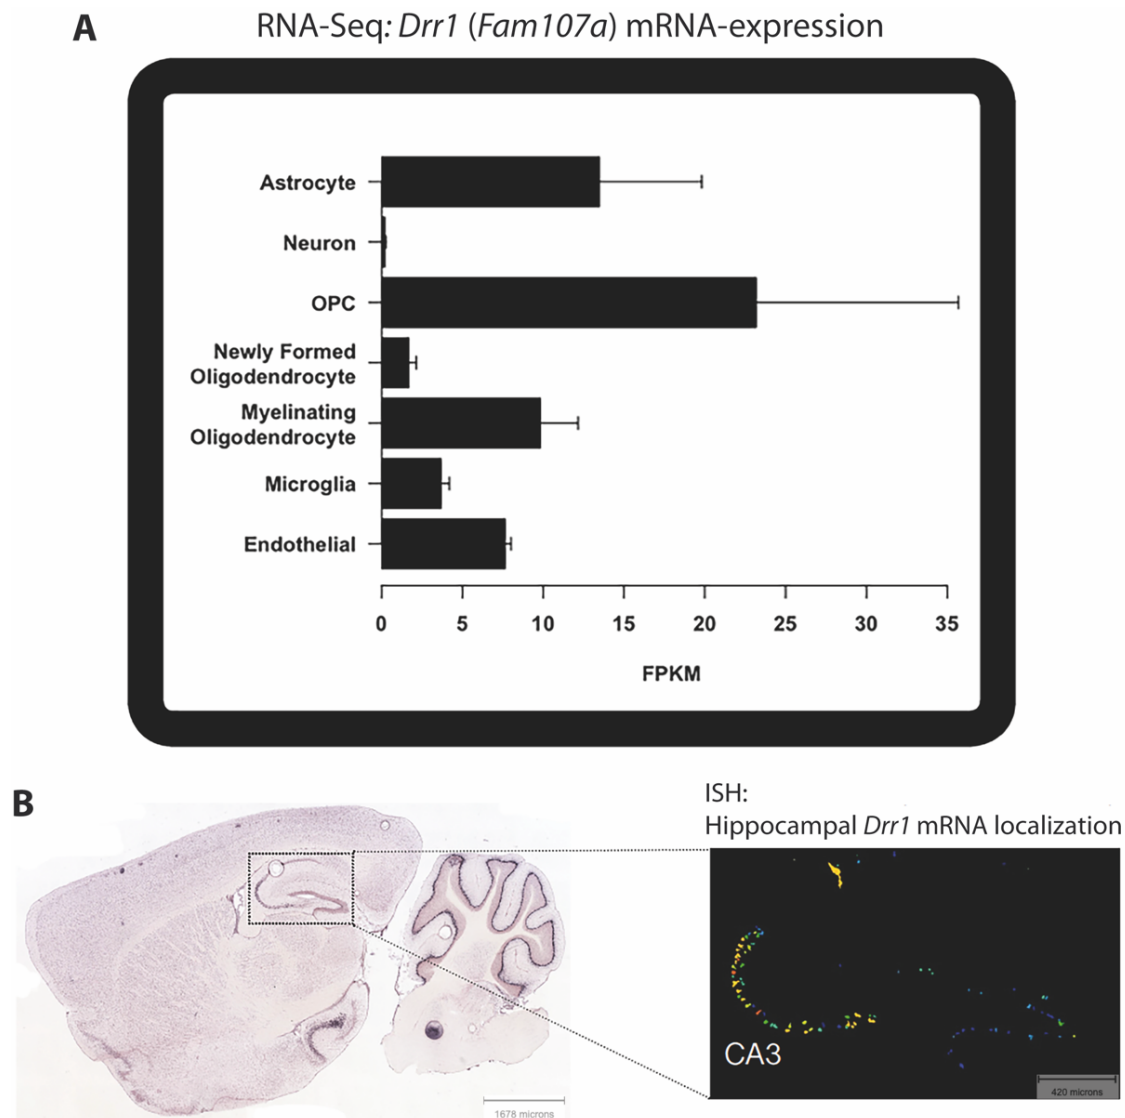 A
RNA-Seq: Drr1 (Fam107a) mRNA-expression
Astrocyte
Neuron
OPC
Newly Formed
Oligodendrocyte
Myelinating
Oligodendrocyte
Microglia
Endothelial
0 5 10 15 20 25 30 35
FPKM
B
ISH:
Hippocampal Drr1 mRNA localization
CA3
1678 microns
420 microns